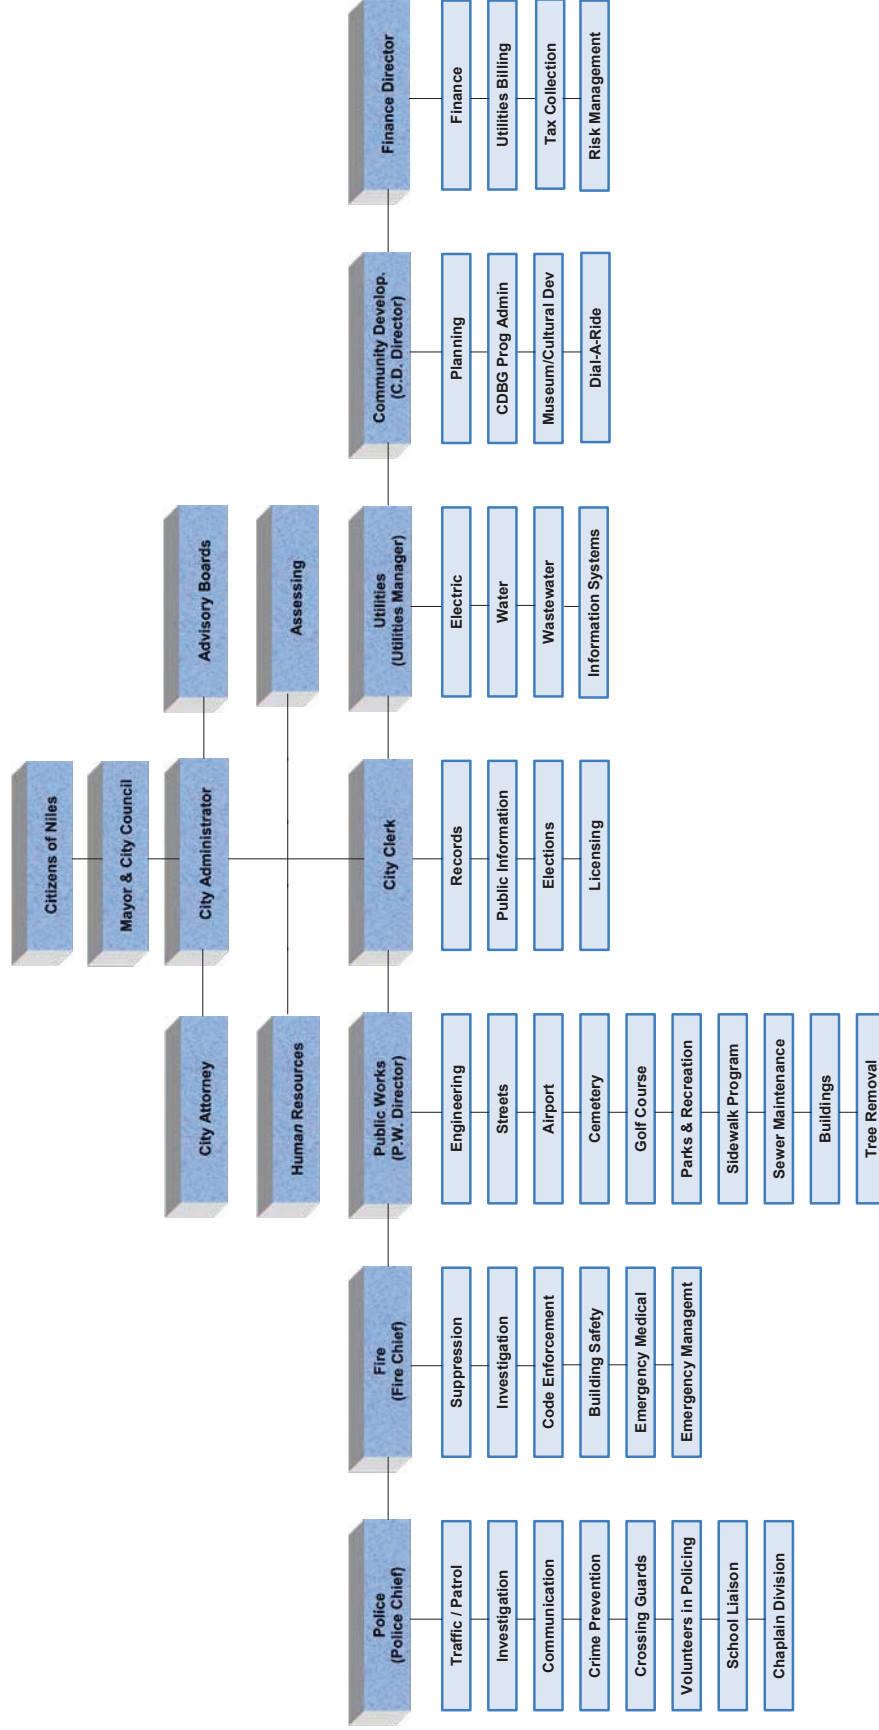 Citizens of Niles
Mayor & City Council
City Attorney
City Administrator
Advisory Boards
Human Resources
Assessing
Police
(Police Chief)
Fire
(Fire Chief)
Public Works
(P.W. Director)
City Clerk
Utilities
(Utilities Manager)
Community Develop.
(C.D. Director)
Finance Director
Traffic / Patrol
Investigation
Communication
Crime Prevention
Crossing Guards
Volunteers in Policing
School Liaison
Chaplain Division
Suppression
Investigation
Code Enforcement
Building Safety
Emergency Medical
Emergency Managemt
Engineering
Streets
Airport
Cemetery
Golf Course
Parks & Recreation
Sidewalk Program
Sewer Maintenance
Buildings
Tree Removal
Records
Public Information
Elections
Licensing
Electric
Water
Wastewater
Information Systems
Planning
CDBG Prog Admin
Museum/Cultural Dev
Dial-A-Ride
Finance
Utilities Billing
Tax Collection
Risk Management